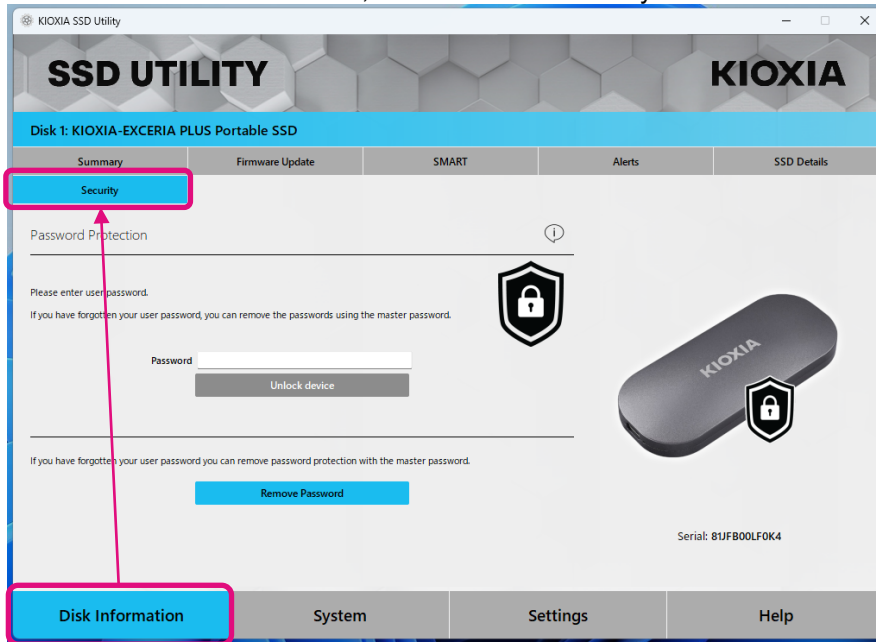 KIOXIA SSD Utility
SSD UTILITY
KIOXIA
Disk 1: KIOXIA-EXCERIA PLUS Portable SSD
Summary
Firmware Update
SMART
Alerts
SSD Details
Security
Password Protection
Please enter user password.
If you have forgotten your user password, you can remove the passwords using the master password.
Password
Unlock device
If you have forgotten your user password you can remove password protection with the master password.
Remove Password
KIOXIA
Serial: 81JFB00LF0K4
Disk Information
System
Settings
Help